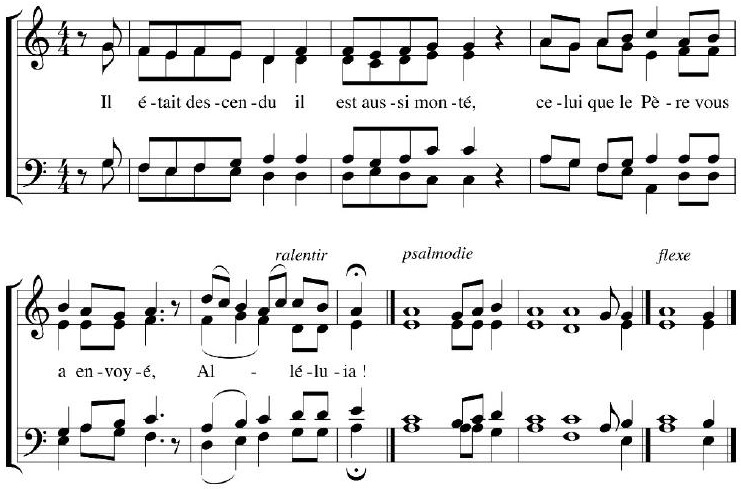 Il é-tait des-cen-du il est aus-si mon-té, ce-lui que le Pè-re vous
ralentir psalmodie flexe
a en-voy-é, Al - lé-lu-ia !